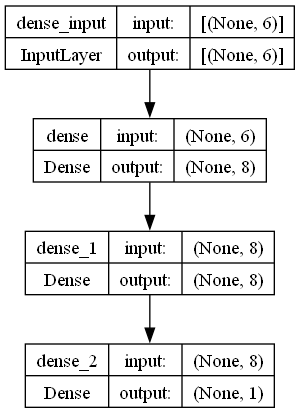 dense_input input: [(None, 6)]
InputLayer output: [(None, 6)]
dense input: (None, 6)
Dense output: (None, 8)
dense_1 input: (None, 8)
Dense output: (None, 8)
dense_2 input: (None, 8)
Dense output: (None, 1)